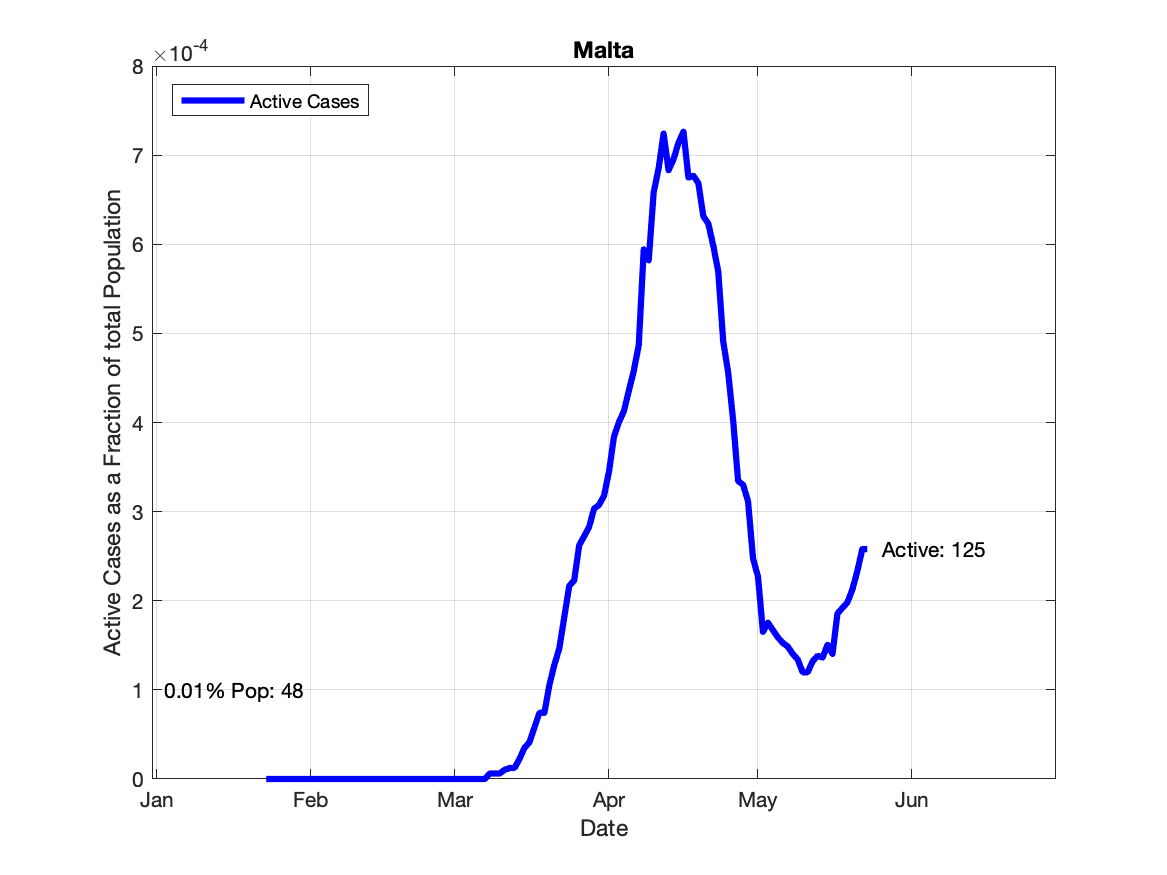 Malta
×10-4
Active Cases
8
7
6
5
4
3
2
1
0
Active Cases as a Fraction of total Population
Active: 125
0.01% Pop: 48
Jan Feb Mar Apr May Jun
Date